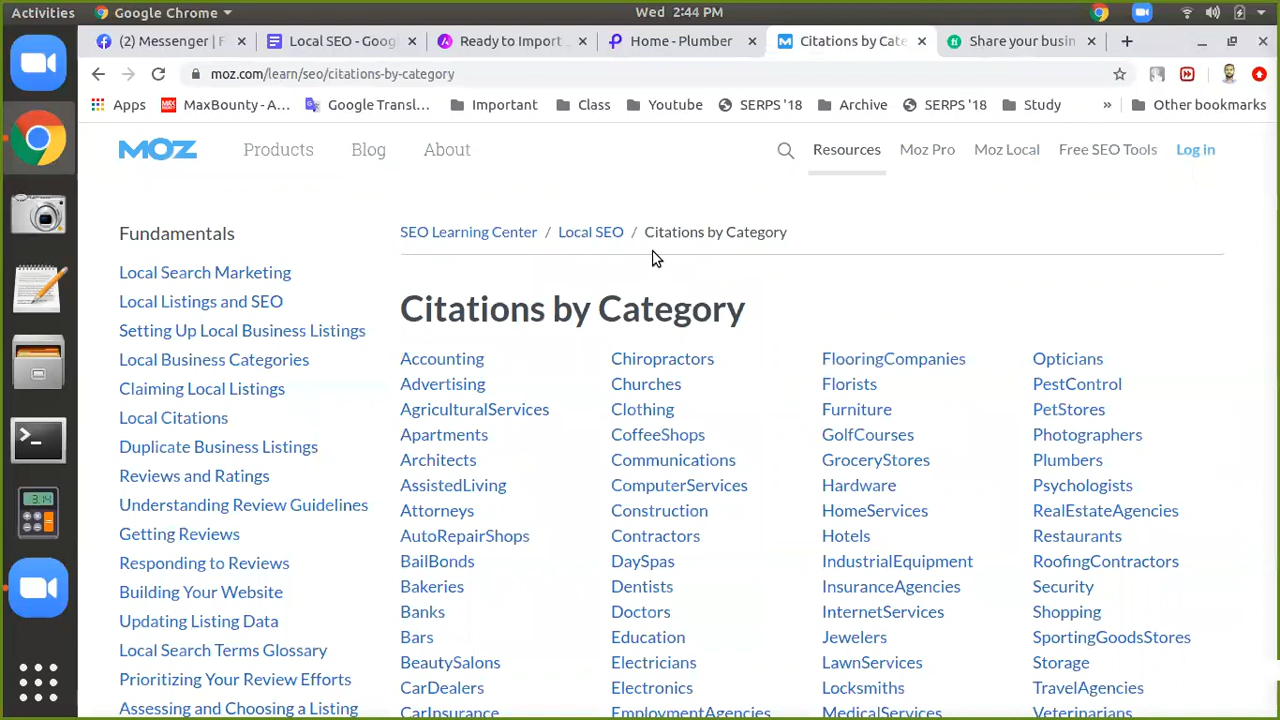 Activities Google Chrome Wed 2:44 PM
(2) Messenger | F
Local SEO - Goog
Ready to Import
Home - Plumber
Citations by Cate
Share your busin
moz.com/learn/seo/citations-by-category
Apps MaxBounty - A... Google Transl... Important Class Youtube SERPS '18 Archive SERPS '18 Study » Other bookmarks
MOZ Products Blog About Resources Moz Pro Moz Local Free SEO Tools Log in
SEO Learning Center / Local SEO / Citations by Category
Fundamentals
Local Search Marketing
Local Listings and SEO
Setting Up Local Business Listings
Local Business Categories
Claiming Local Listings
Local Citations
Duplicate Business Listings
Reviews and Ratings
Understanding Review Guidelines
Getting Reviews
Responding to Reviews
Building Your Website
Updating Listing Data
Local Search Terms Glossary
Prioritizing Your Review Efforts
Assessing and Choosing a Listing
Citations by Category
Accounting
Advertising
AgriculturalServices
Apartments
Architects
AssistedLiving
Attorneys
AutoRepairShops
BailBonds
Bakeries
Banks
Bars
BeautySalons
CarDealers
CarInsurance
Chiropractors
Churches
Clothing
CoffeeShops
Communications
ComputerServices
Construction
Contractors
DaySpas
Dentists
Doctors
Education
Electricians
Electronics
EmploymentAgencies
FlooringCompanies
Florists
Furniture
GolfCourses
GroceryStores
Hardware
HomeServices
Hotels
IndustrialEquipment
InsuranceAgencies
InternetServices
Jewelers
LawnServices
Locksmiths
MedicalServices
Opticians
PestControl
PetStores
Photographers
Plumbers
Psychologists
RealEstateAgencies
Restaurants
RoofingContractors
Security
Shopping
SportingGoodsStores
Storage
TravelAgencies
Veterinarians
3.14